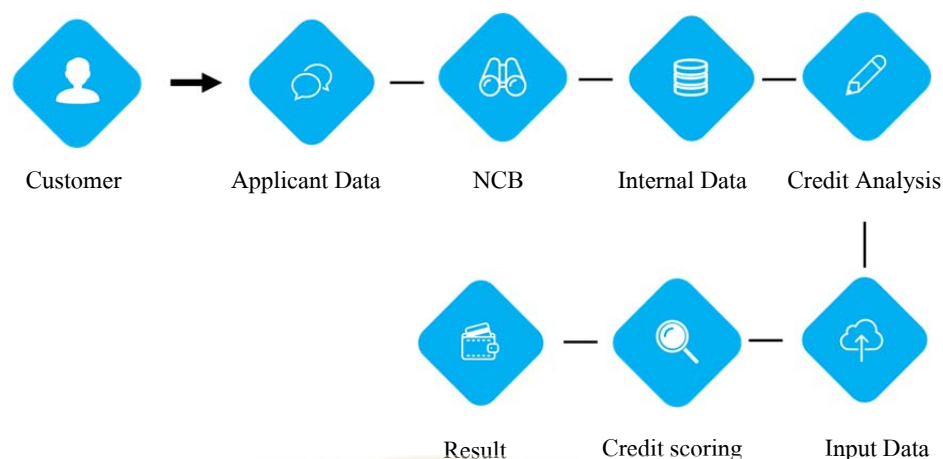 Customer
Applicant Data
NCB
Internal Data
Credit Analysis
Result
Credit scoring
Input Data